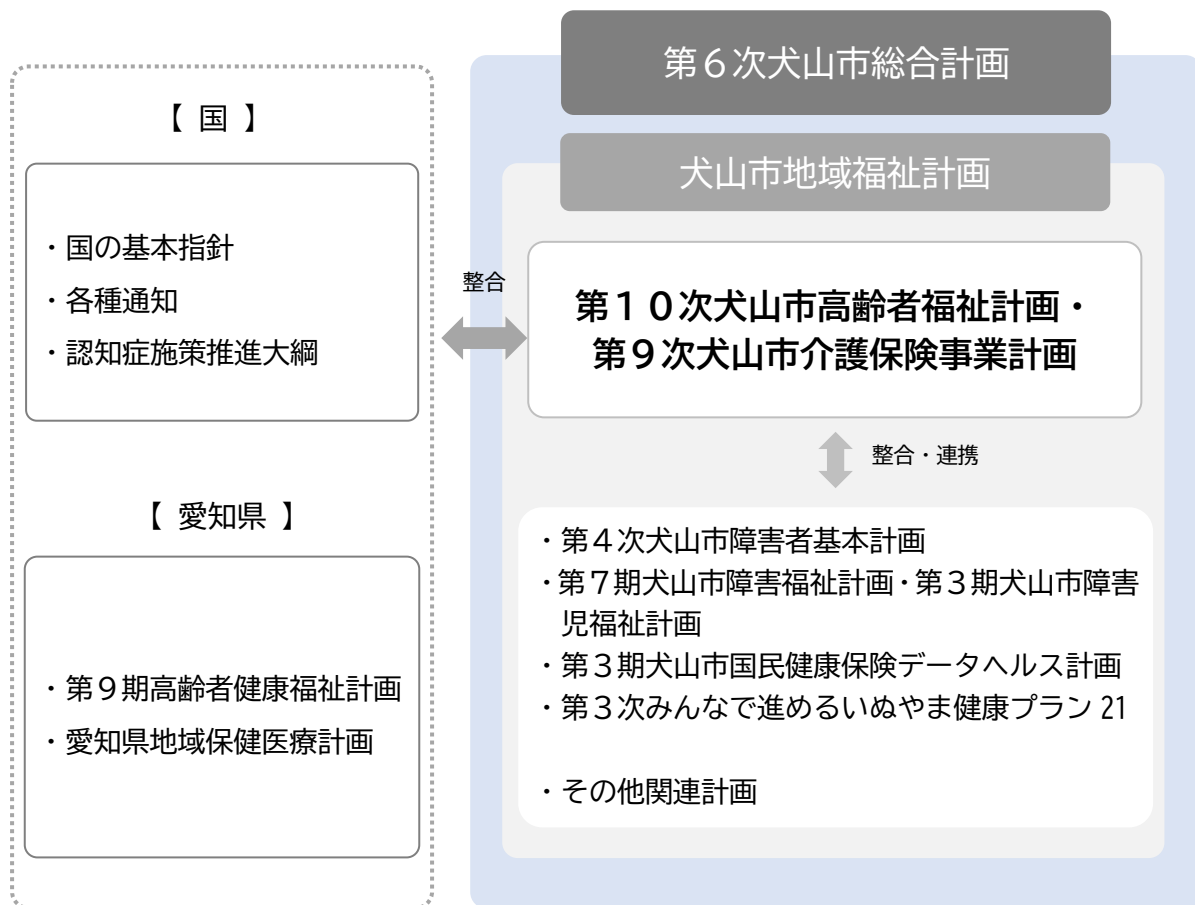 第6次犬山市総合計画
【 国 】
犬山市地域福祉計画
・国の基本指針
・各種通知
・認知症施策推進大綱
整合
第10次犬山市高齢者福祉計画・
第9次犬山市介護保険事業計画
整合・連携
【 愛知県 】
・第9期高齢者健康福祉計画
・愛知県地域保健医療計画
・第4次犬山市障害者基本計画
・第7期犬山市障害福祉計画・第3期犬山市障害
児福祉計画
・第3期犬山市国民健康保険データヘルス計画
・第3次みんなで進めるいぬやま健康プラン 21
・その他関連計画